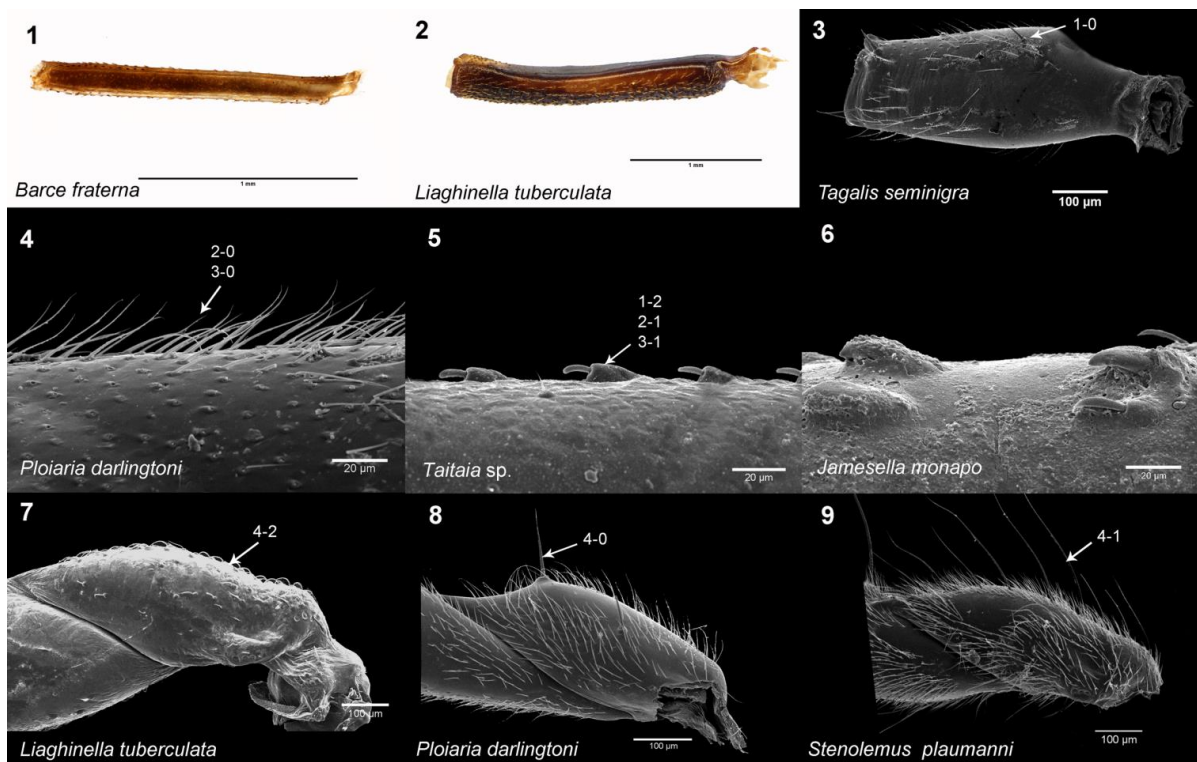 1
1 mm
Barce fraterna
2
1 mm
Liaghinella tuberculata
3
1-0
100 µm
Tagalis seminigra
4
2-0
3-0
20 µm
Ploiaria darlingtoni
5
1-2
2-1
3-1
20 µm
Taitaia sp.
6
20 µm
Jamesella monapo
7
4-2
100 µm
Liaghinella tuberculata
8
4-0
100 µm
Ploiaria darlingtoni
9
4-1
100 µm
Stenolemus plaumanni